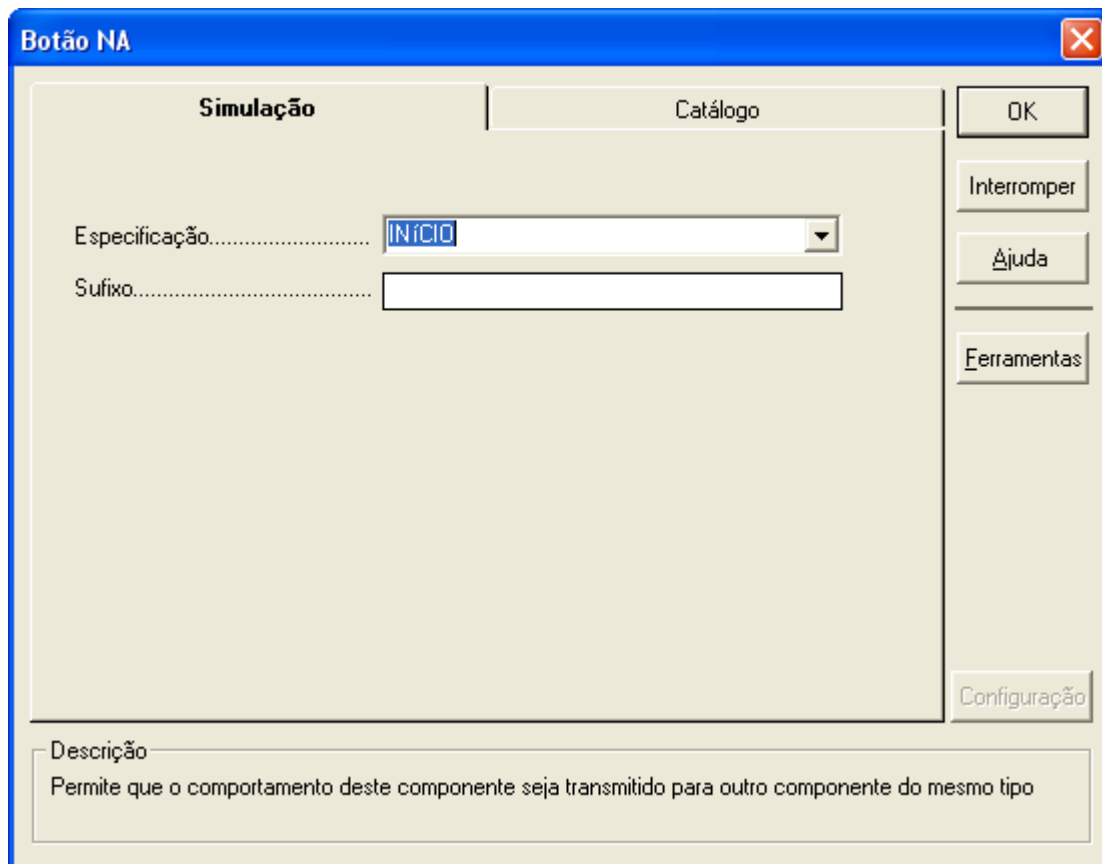 Botão NA
Simulação
Catálogo
OK
Interromper
Especificação........................... INíCIO
Ajuda
Sufixo........................................
Ferramentas
Configuração
Descrição
Permite que o comportamento deste componente seja transmitido para outro componente do mesmo tipo